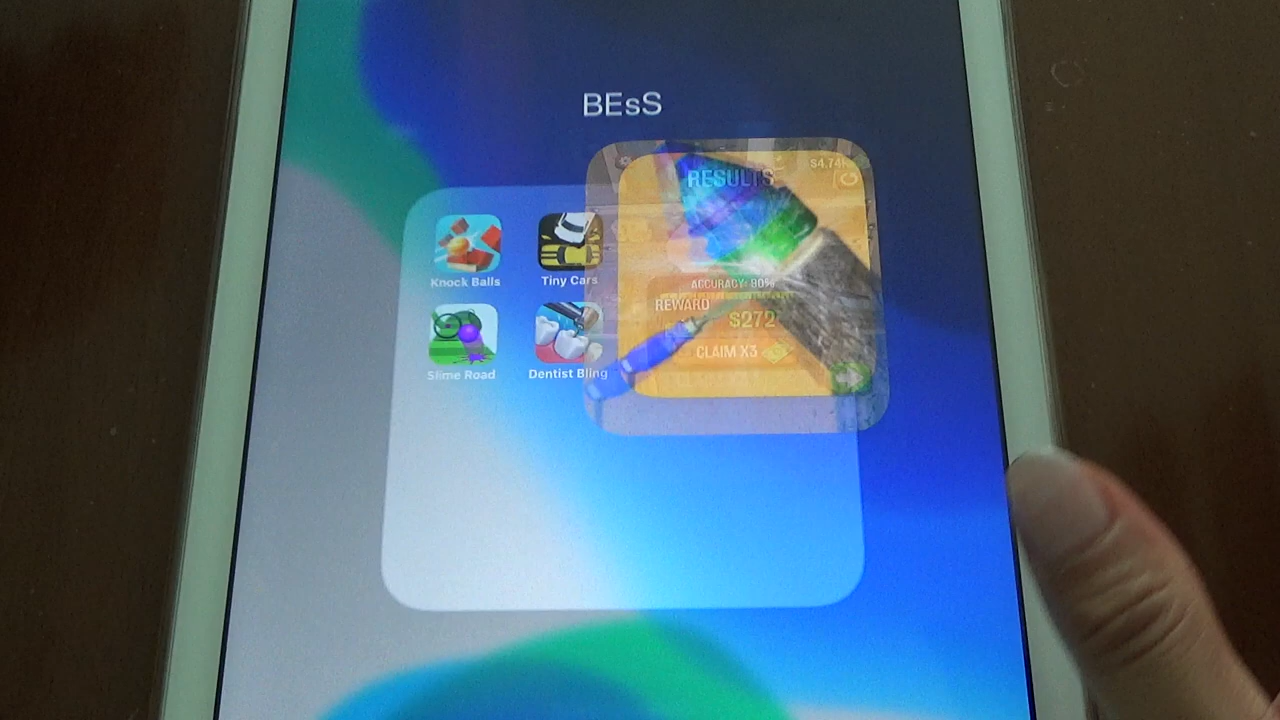 BEsS
$4.74K
RESULTS
Knock Balls
Tiny Cars
ACCURACY: 80%
REWARD
$272
CLAIM X3
Slime Road
Dentist Bling